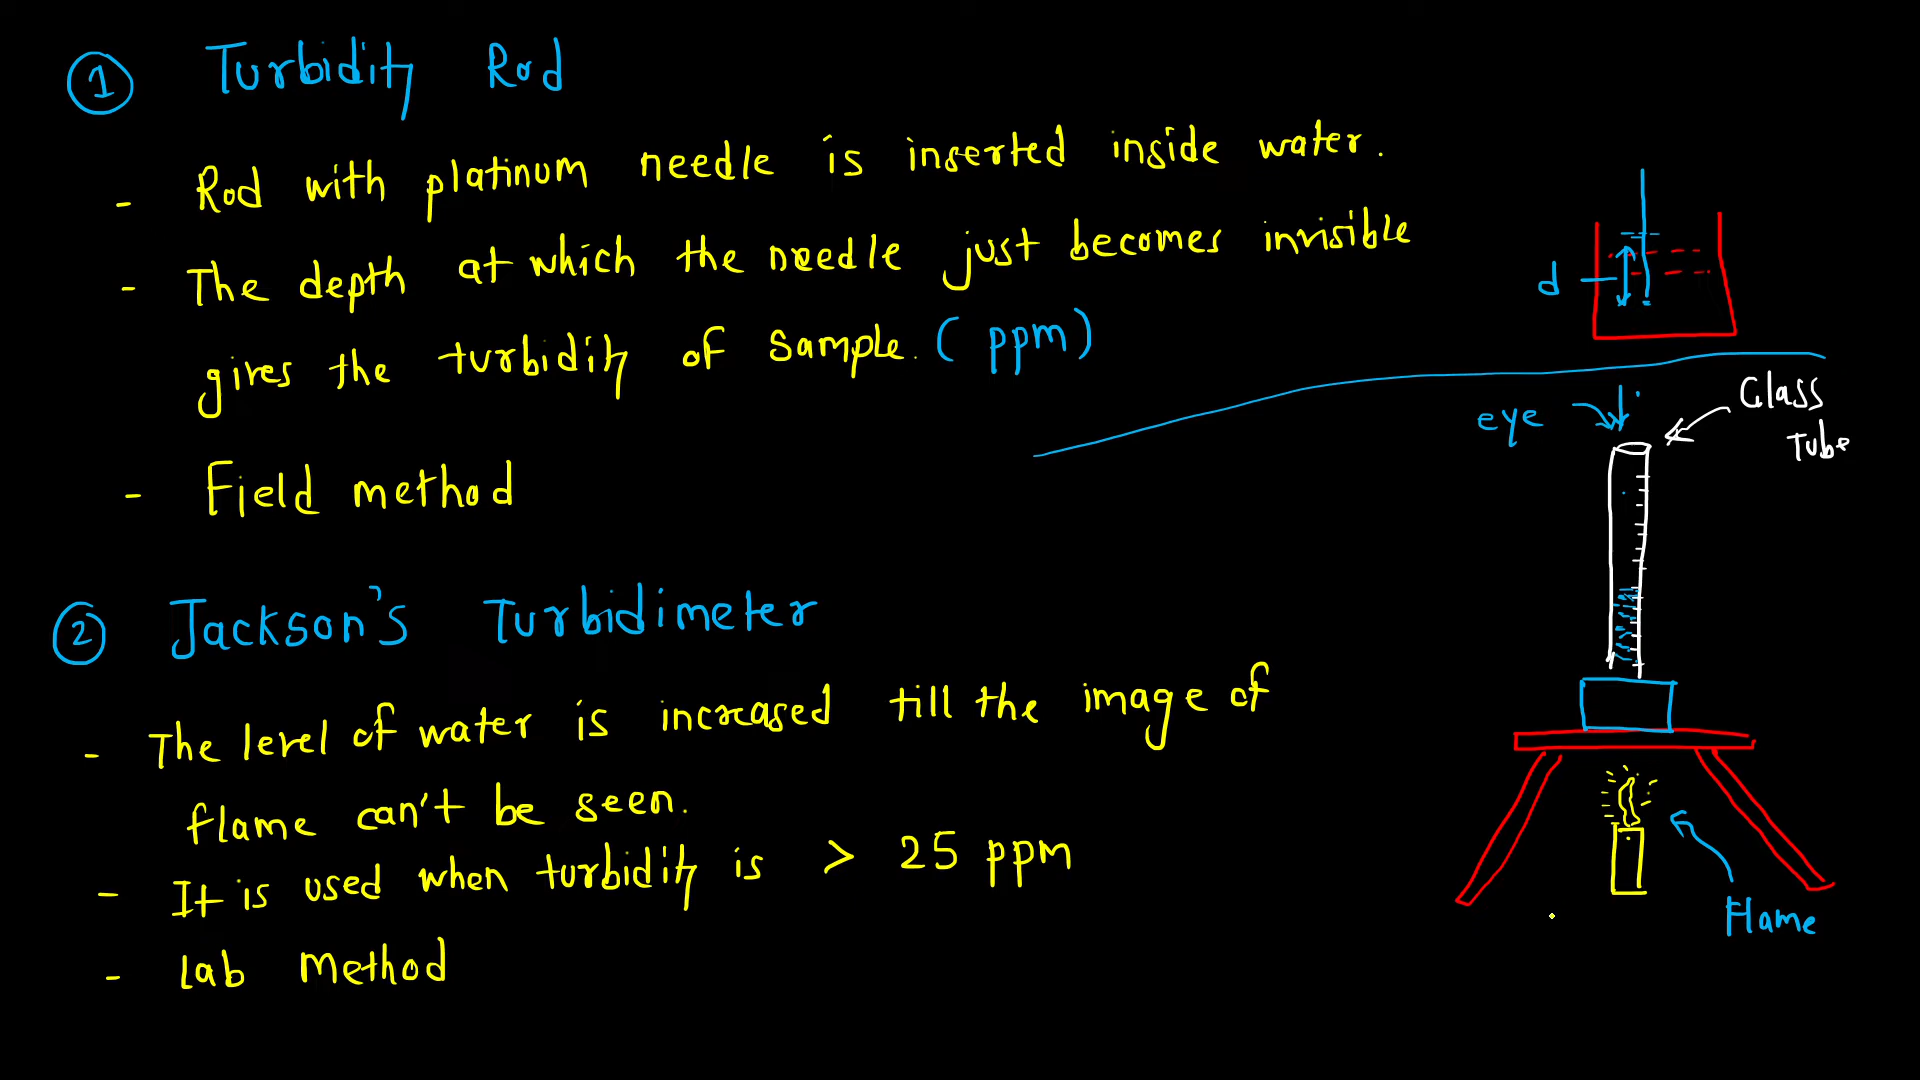 1 Turbidity Rod
- Rod with platinum needle is inserted inside water.
- The depth at which the needle just becomes invisible
gives the turbidity of sample. (ppm)
- Field method
d
eye
Glass
Tube
2 Jackson's Turbidimeter
- The level of water is increased till the image of
flame can't be seen.
- It is used when turbidity is > 25 ppm
- Lab Method
Flame